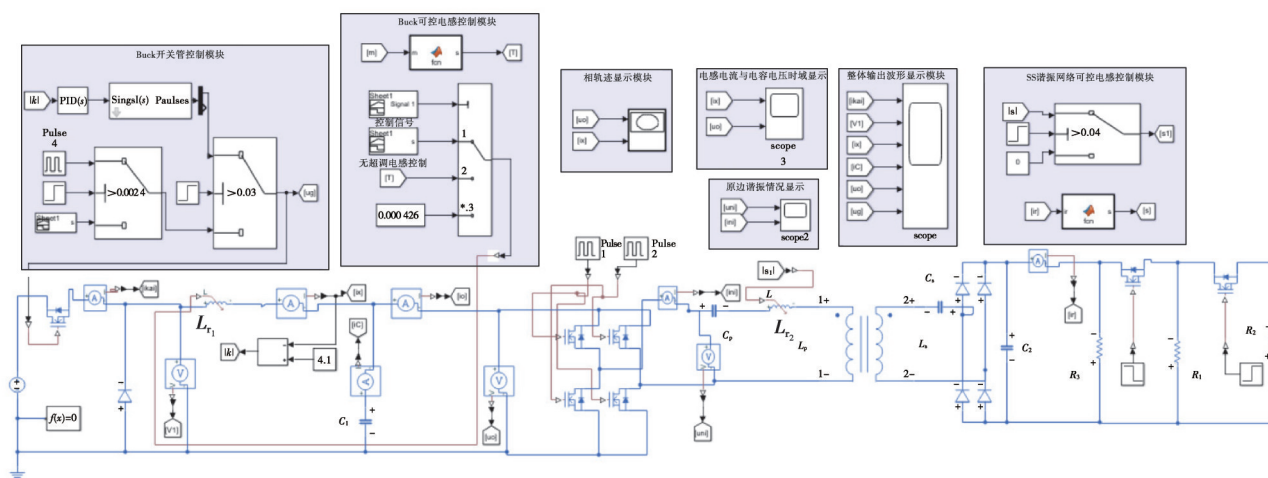 Buck开关管控制模块
|k|
PID(s)
Singsl(s) Paulses
Pulse
4
>0.0024
Sheet1
s
>0.03
[ug]
Buck可控电感控制模块
[m]
m
fcn
s
[T]
Sheet1
Signal 1
控制信号
Sheet1
s
无超调电感控制
[T]
0.000 426
1
2
*.3
相轨迹显示模块
[uo]
[ix]
电感电流与电容电压时域显示
[ix]
[uo]
scope
3
原边谐振情况显示
[uni]
[ini]
scope2
整体输出波形显示模块
[ikai]
[V1]
[ix]
[iC]
[uo]
[ug]
scope
SS谐振网络可控电感控制模块
|s|
>0.04
0
[s1]
[ir]
fcn
s
[s]
A
[ikai]
L
Lr1
A
[ix]
A
[io]
|k|
4.1
[iC]
A
C1
V
[V1]
V
[uo]
f(x)=0
Pulse
1
Pulse
2
A
[ini]
Cp
V
[uni]
|s1|
L
Lr2
Lp
1+
1-
2+
2-
Ls
Cs
C2
A
[ir]
R3
R1
R2